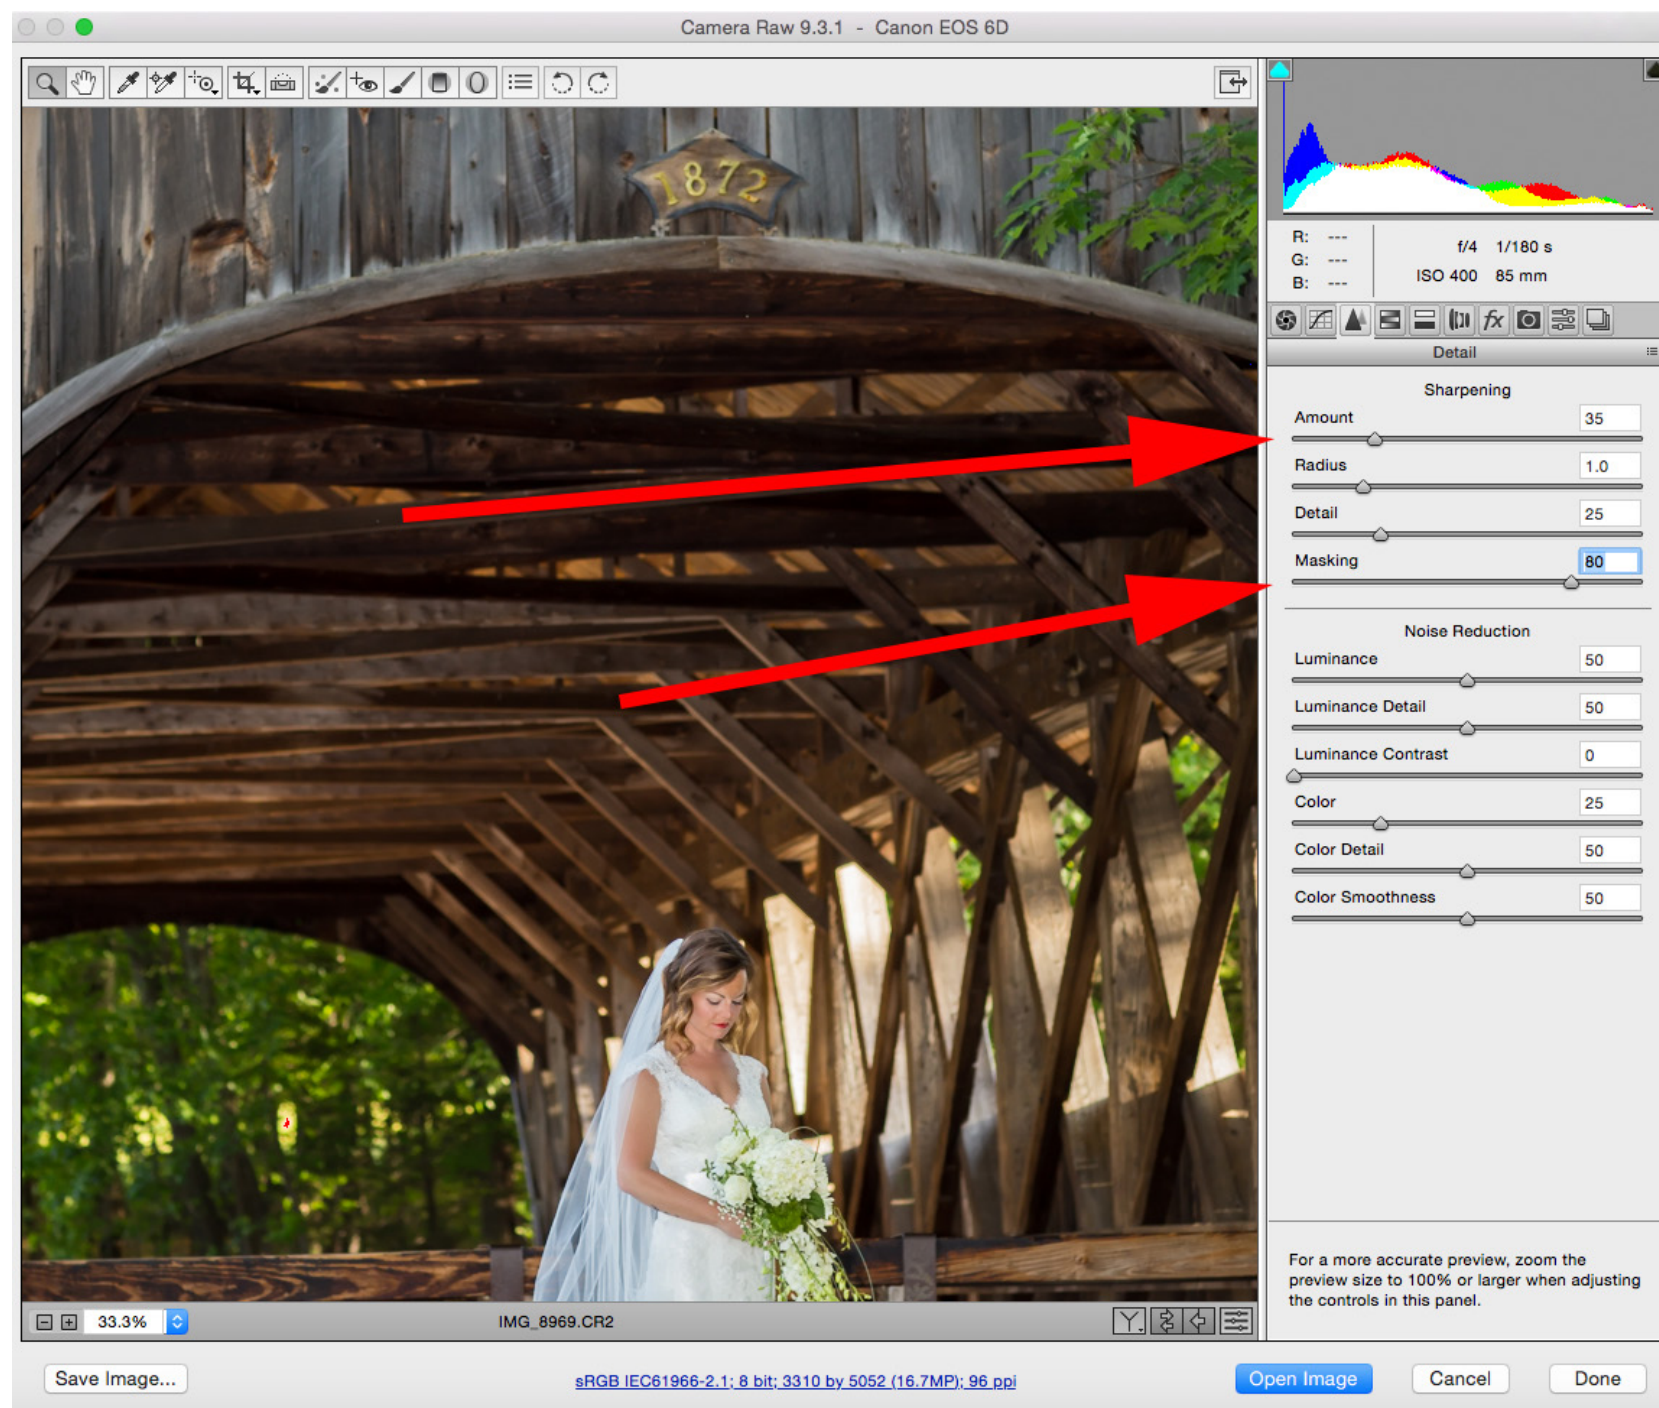 Camera Raw 9.3.1 - Canon EOS 6D
1872
R: ---
G: ---
B: ---
f/4 1/180 s
ISO 400 85 mm
fx
Detail
Sharpening
Amount 35
Radius 1.0
Detail 25
Masking 80
Noise Reduction
Luminance 50
Luminance Detail 50
Luminance Contrast 0
Color 25
Color Detail 50
Color Smoothness 50
For a more accurate preview, zoom the
preview size to 100% or larger when adjusting
the controls in this panel.
33.3%
IMG_8969.CR2
Y
Save Image...
sRGB IEC61966-2.1; 8 bit; 3310 by 5052 (16.7MP); 96 ppi
Open Image
Cancel
Done